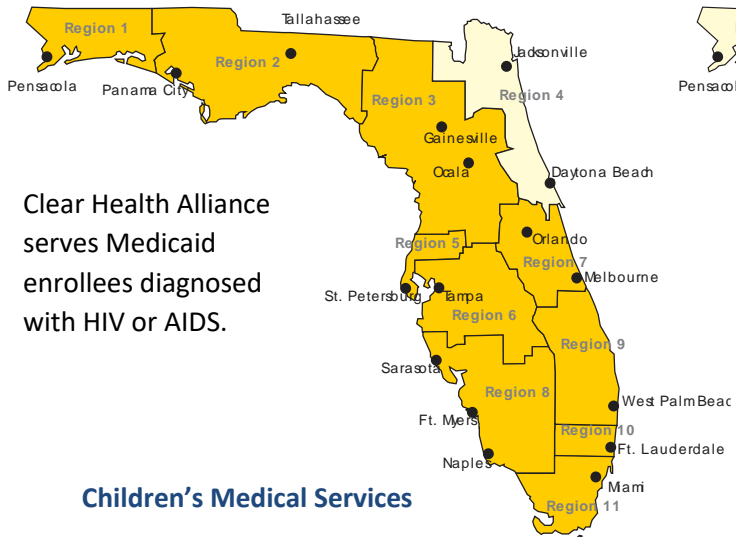 Tallahassee
Region 1
Jacksonville
Region 2
Pensacola
Panama City
Region 4
Region 3
Gainesville
Ocala
Daytona Beach
Clear Health Alliance
serves Medicaid
enrollees diagnosed
with HIV or AIDS.
Orlando
Region 5
Region 7
Melbourne
St. Petersburg
Tampa
Region 6
Region 9
Sarasota
Region 8
West Palm Beac
Ft. Myers
Region 10
Ft. Lauderdale
Naples
Miami
Children's Medical Services
Region 11
Pensacol